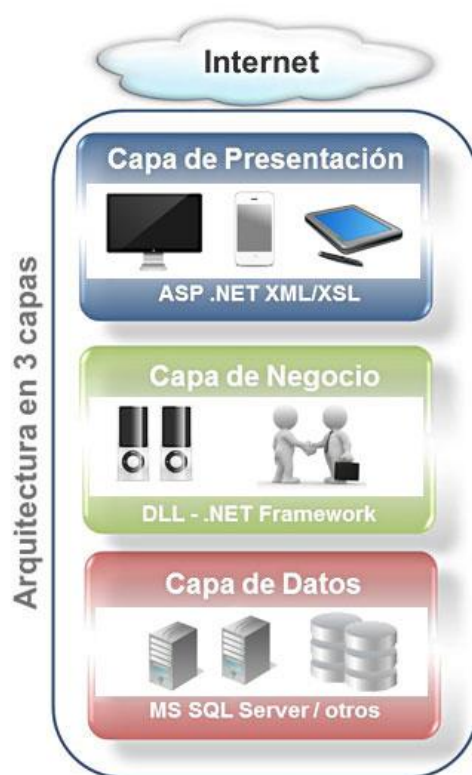 Internet
Arquitectura en 3 capas
Capa de Presentación
ASP .NET XML/XSL
Capa de Negocio
DLL - .NET Framework
Capa de Datos
MS SQL Server / otros